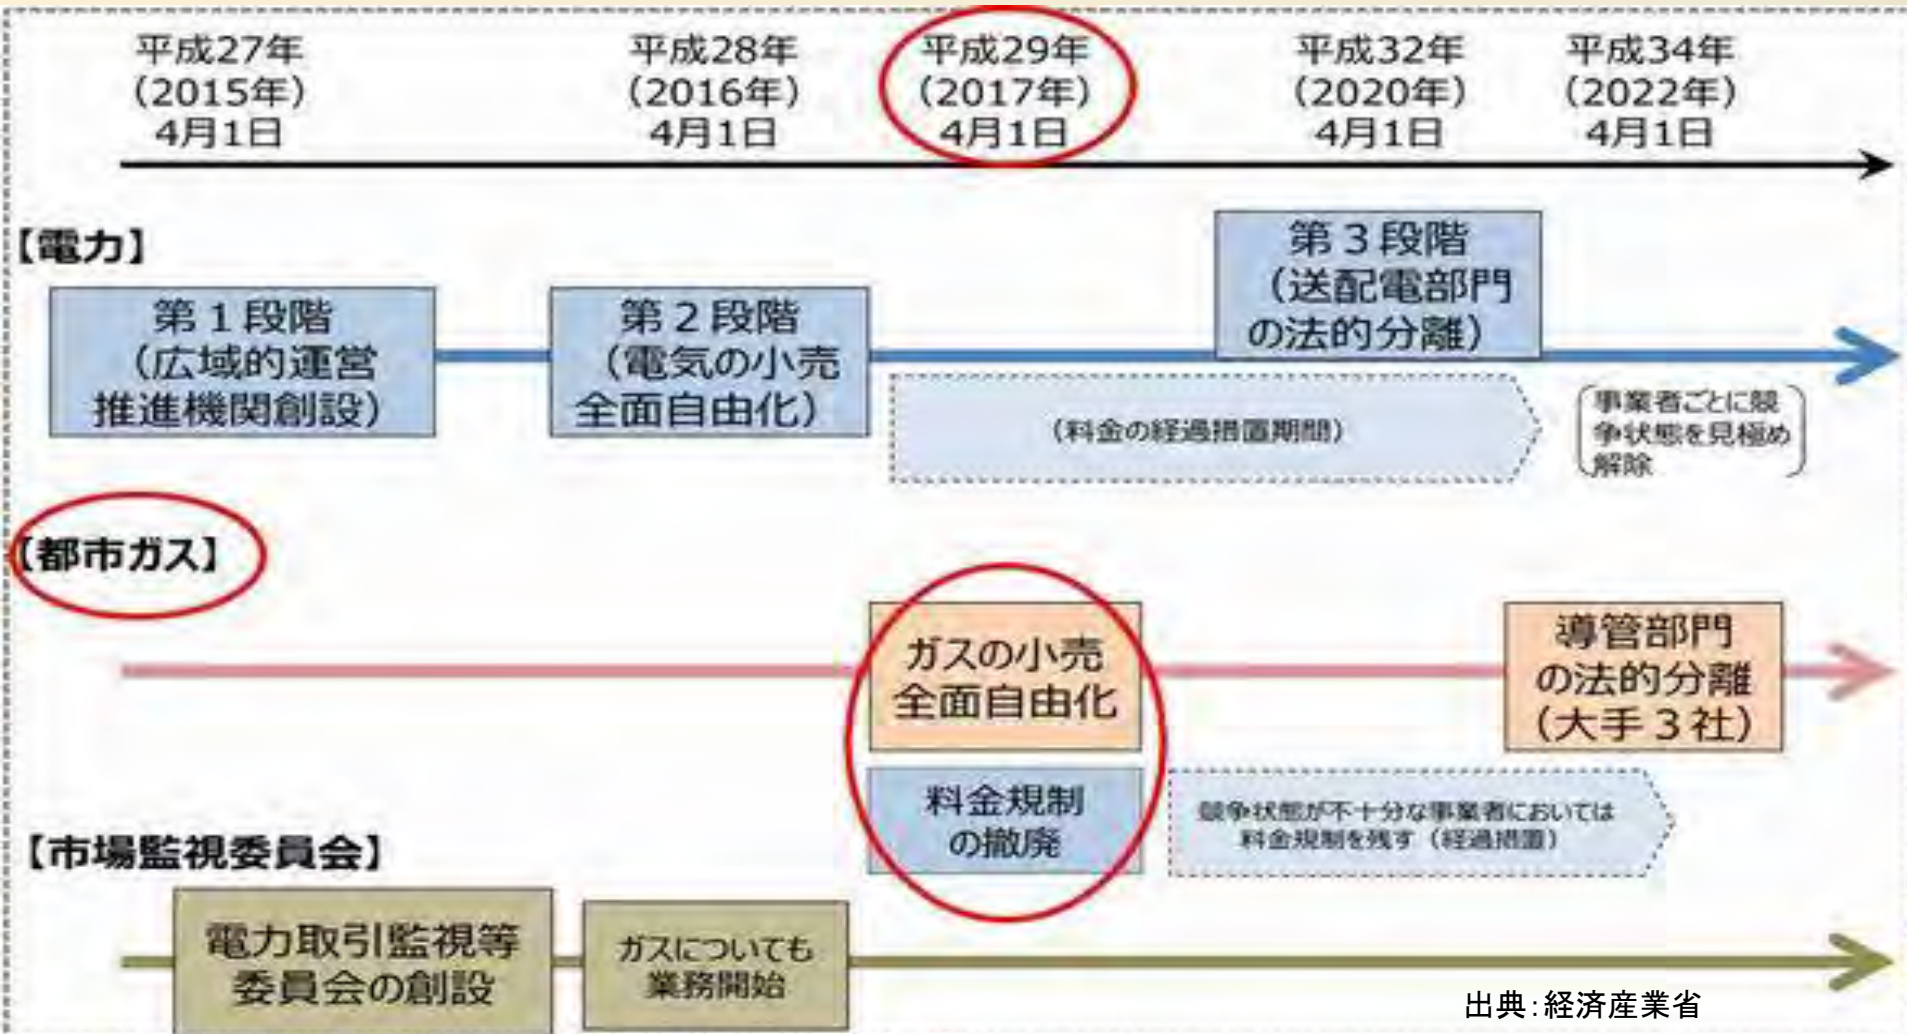 平成27年
(2015年)
4月1日
平成28年
(2016年)
4月1日
平成29年
(2017年)
4月1日
平成32年
(2020年)
4月1日
平成34年
(2022年)
4月1日
【電力】
第1段階
(広域的運営
推進機関創設)
第2段階
(電気の小売
全面自由化)
第3段階
(送配電部門
の法的分離)
(料金の経過措置期間)
事業者ごとに競
争状態を見極め
解除
【都市ガス】
ガスの小売
全面自由化
導管部門
の法的分離
(大手3社)
料金規制
の撤廃
競争状態が不十分な事業者においては
料金規制を残す(経過措置)
【市場監視委員会】
電力取引監視等
委員会の創設
ガスについても
業務開始
出典:経済産業省